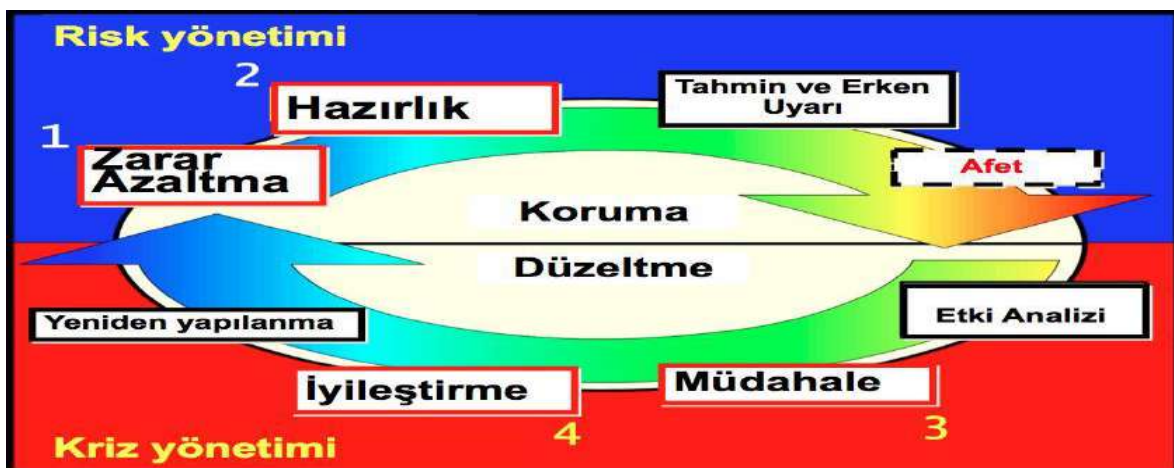 Risk yönetimi
2
Hazırlık
Tahmin ve Erken
Uyarı
1
Zarar
Azaltma
Afet
Koruma
Düzeltme
Yeniden yapılanma
Etki Analizi
İyileştirme
Müdahale
4
3
Kriz yönetimi